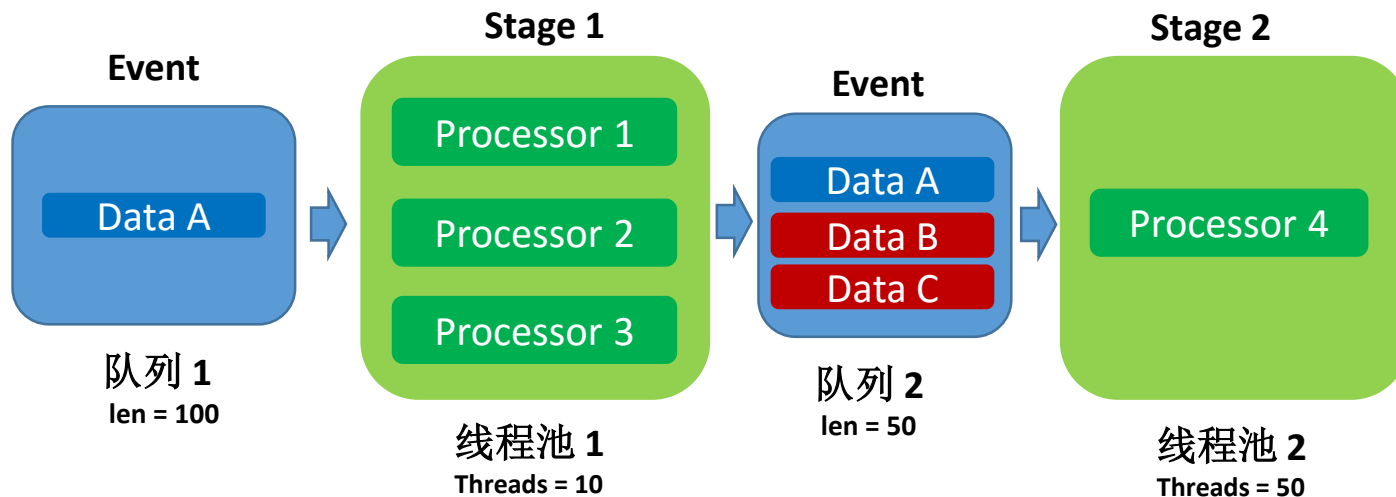 Event
Data A
队列 1
len = 100
Stage 1
Processor 1
Processor 2
Processor 3
线程池 1
Threads = 10
Event
Data A
Data B
Data C
队列 2
len = 50
Stage 2
Processor 4
线程池 2
Threads = 50